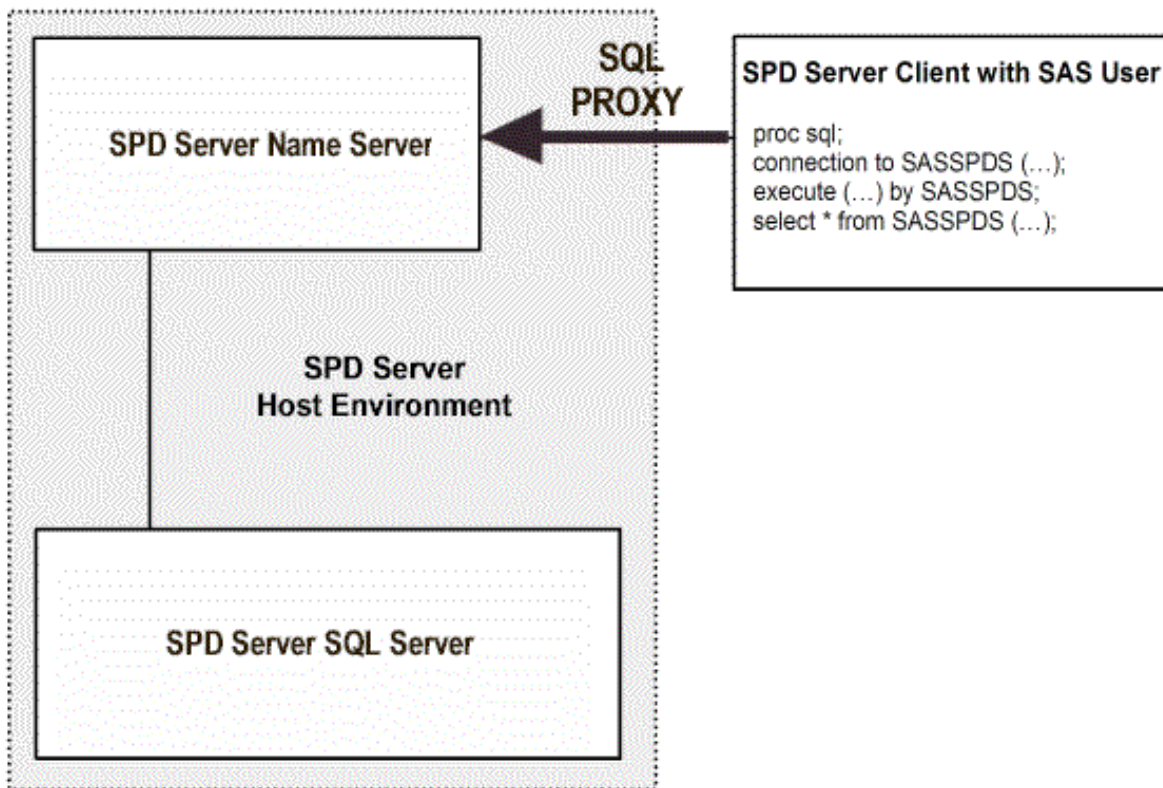 SPD Server Name Server
SQL
PROXY
SPD Server Client with SAS User
proc sql;
connection to SASSPDS (...);
execute (...) by SASSPDS;
select * from SASSPDS (...);
SPD Server
Host Environment
SPD Server SQL Server